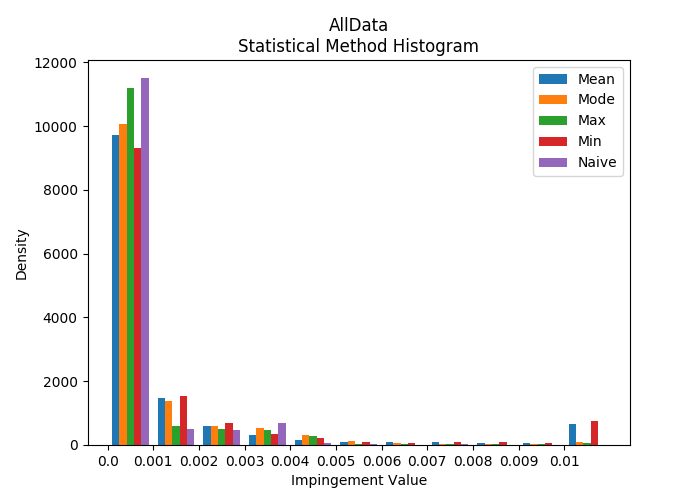 AllData
Statistical Method Histogram
12000
10000
8000
6000
4000
2000
0
Density
Mean
Mode
Max
Min
Naive
0.0 0.001 0.002 0.003 0.004 0.005 0.006 0.007 0.008 0.009 0.01
Impingement Value